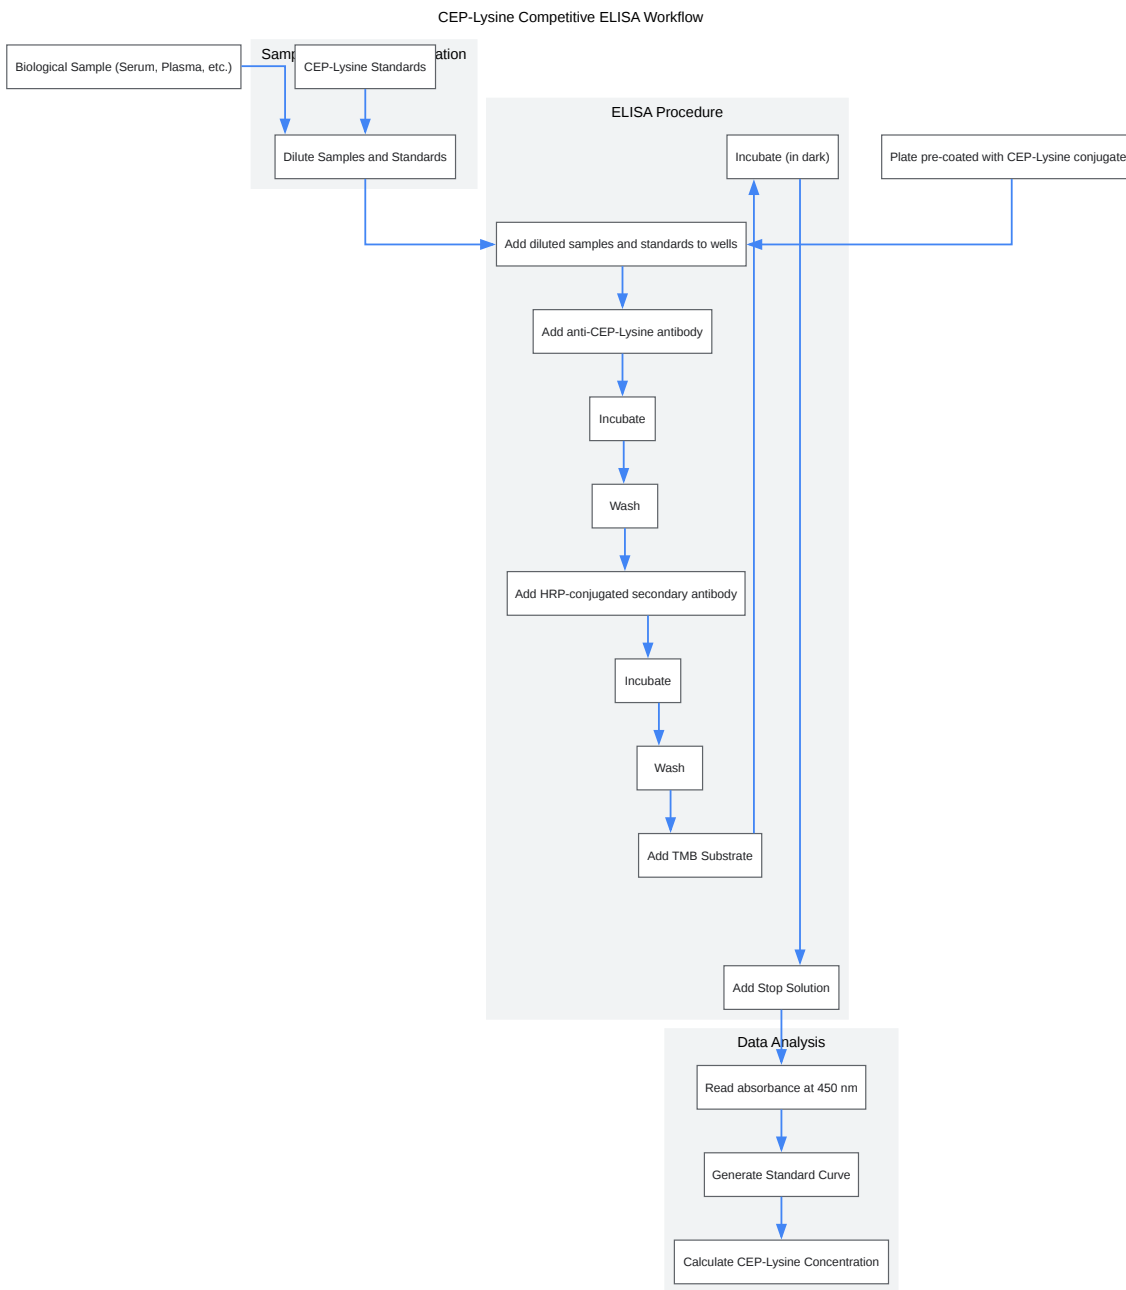 CEP-Lysine Competitive ELISA Workflow
Biological Sample (Serum, Plasma, etc.)
CEP-Lysine Standards
Dilute Samples and Standards
ELISA Procedure
Incubate (in dark)
Plate pre-coated with CEP-Lysine conjugate
Add diluted samples and standards to wells
Add anti-CEP-Lysine antibody
Incubate
Wash
Add HRP-conjugated secondary antibody
Incubate
Wash
Add TMB Substrate
Add Stop Solution
Data Analysis
Read absorbance at 450 nm
Generate Standard Curve
Calculate CEP-Lysine Concentration